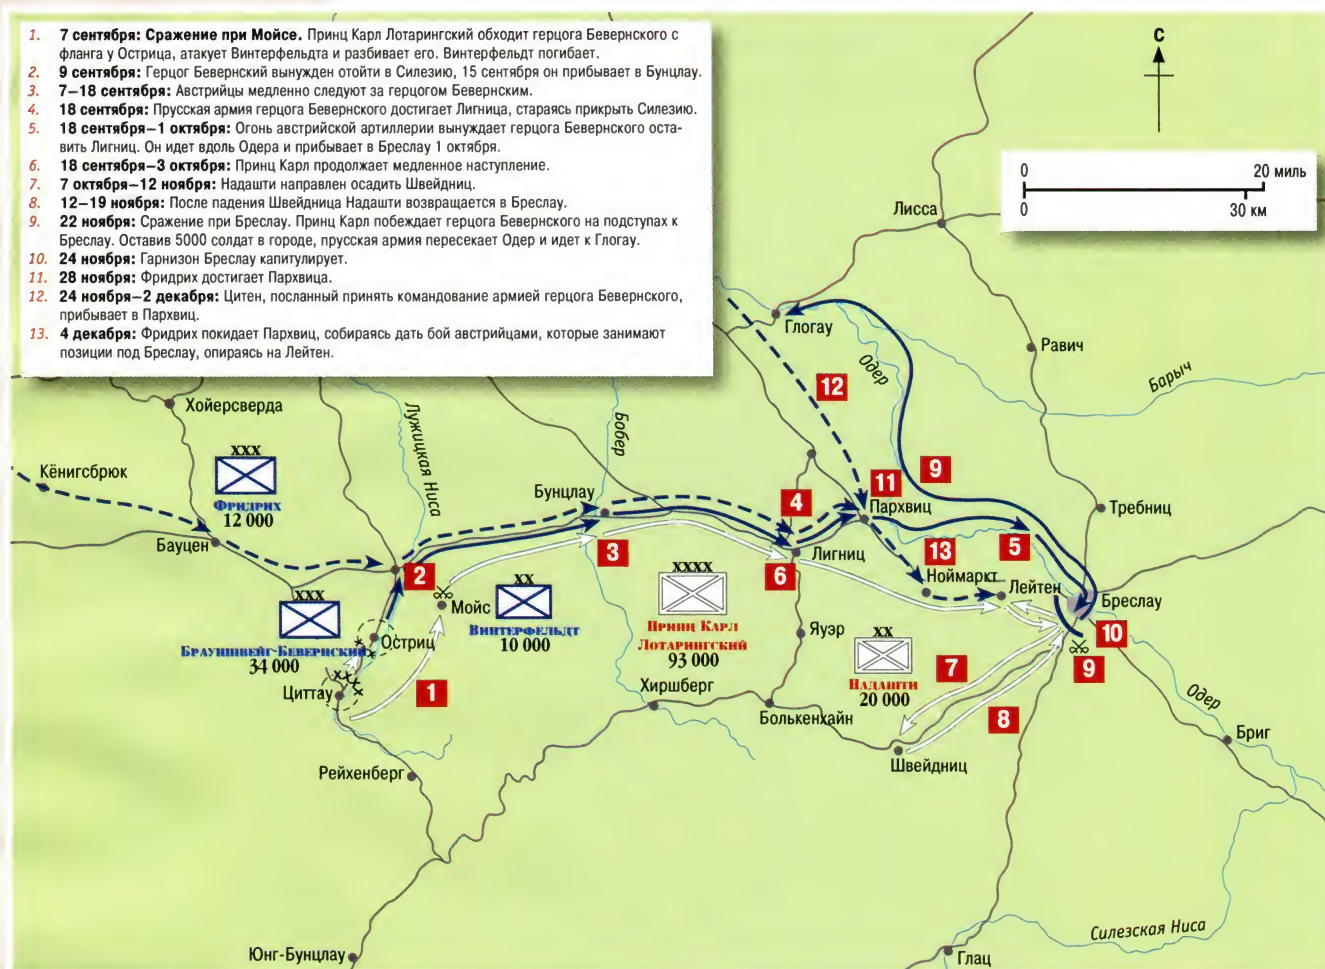 1. 7 сентября: Сражение при Мойсе. Принц Карл Лотарингский обходит герцога Бевернского с
фланга у Острица, атакует Винтерфельдта и разбивает его. Винтерфельдт погибает.
2. 9 сентября: Герцог Бевернский вынужден отойти в Силезию, 15 сентября он прибывает в Бунцлау.
3. 7–18 сентября: Австрийцы медленно следуют за герцогом Бевернским.
4. 18 сентября: Прусская армия герцога Бевернского достигает Лигница, стараясь прикрыть Силезию.
5. 18 сентября–1 октября: Огонь австрийской артиллерии вынуждает герцога Бевернского оста-
вить Лигниц. Он идет вдоль Одера и прибывает в Бреслау 1 октября.
6. 18 сентября–3 октября: Принц Карл продолжает медленное наступление.
7. 7 октября–12 ноября: Надашти направлен осадить Швейдниц.
8. 12–19 ноября: После падения Швейдница Надашти возвращается в Бреслау.
9. 22 ноября: Сражение при Бреслау. Принц Карл побеждает герцога Бевернского на подступах к
Бреслау. Оставив 5000 солдат в городе, прусская армия пересекает Одер и идет к Глогау.
10. 24 ноября: Гарнизон Бреслау капитулирует.
11. 28 ноября: Фридрих достигает Пархвица.
12. 24 ноября–2 декабря: Цитен, посланный принять командование армией герцога Бевернского,
прибывает в Пархвиц.
13. 4 декабря: Фридрих покидает Пархвиц, собираясь дать бой австрийцами, которые занимают
позиции под Бреслау, опираясь на Лейтен.
С
0 20 миль
0 30 км
Лисса
Глогау
Равич
Одер
Барыч
12
Хойерсверда
Лужицкая Ниса
Бобер
XXX
Кёнигсбрюк
Фридрих
12 000
Бунцлау
4
11
9
Пархвиц
Требниц
Бауцен
2
3
6
Лигниц
13
5
XXXX
Ноймаркт
Лейтен
Бреслау
XXX
XX
Мойс
Винтерфельдт
10 000
Принц Карл
Лотарингский
93 000
Яуэр
10
Остриц
Брауншвейг-Бевернский
34 000
XX
Надашти
20 000
7
9
XXXX
Циттау
1
Хиршберг
Болькенхайн
8
Одер
Бриг
Швейдниц
Рейхенберг
Силезская Ниса
Юнг-Бунцлау
Глац